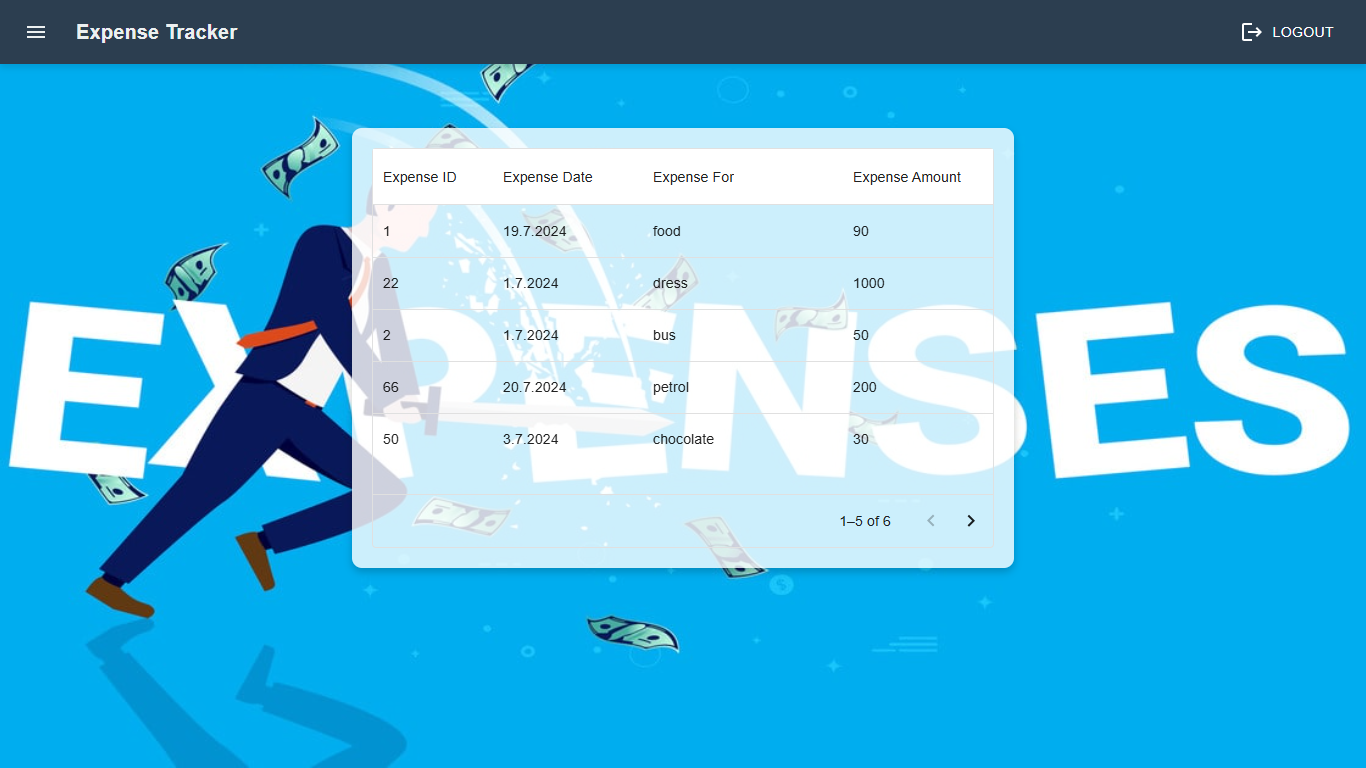 Expense Tracker LOGOUT
Expense ID Expense Date Expense For Expense Amount
1 19.7.2024 food 90
22 1.7.2024 dress 1000
2 1.7.2024 bus 50
66 20.7.2024 petrol 200
50 3.7.2024 chocolate 30
1–5 of 6
EXPENSES